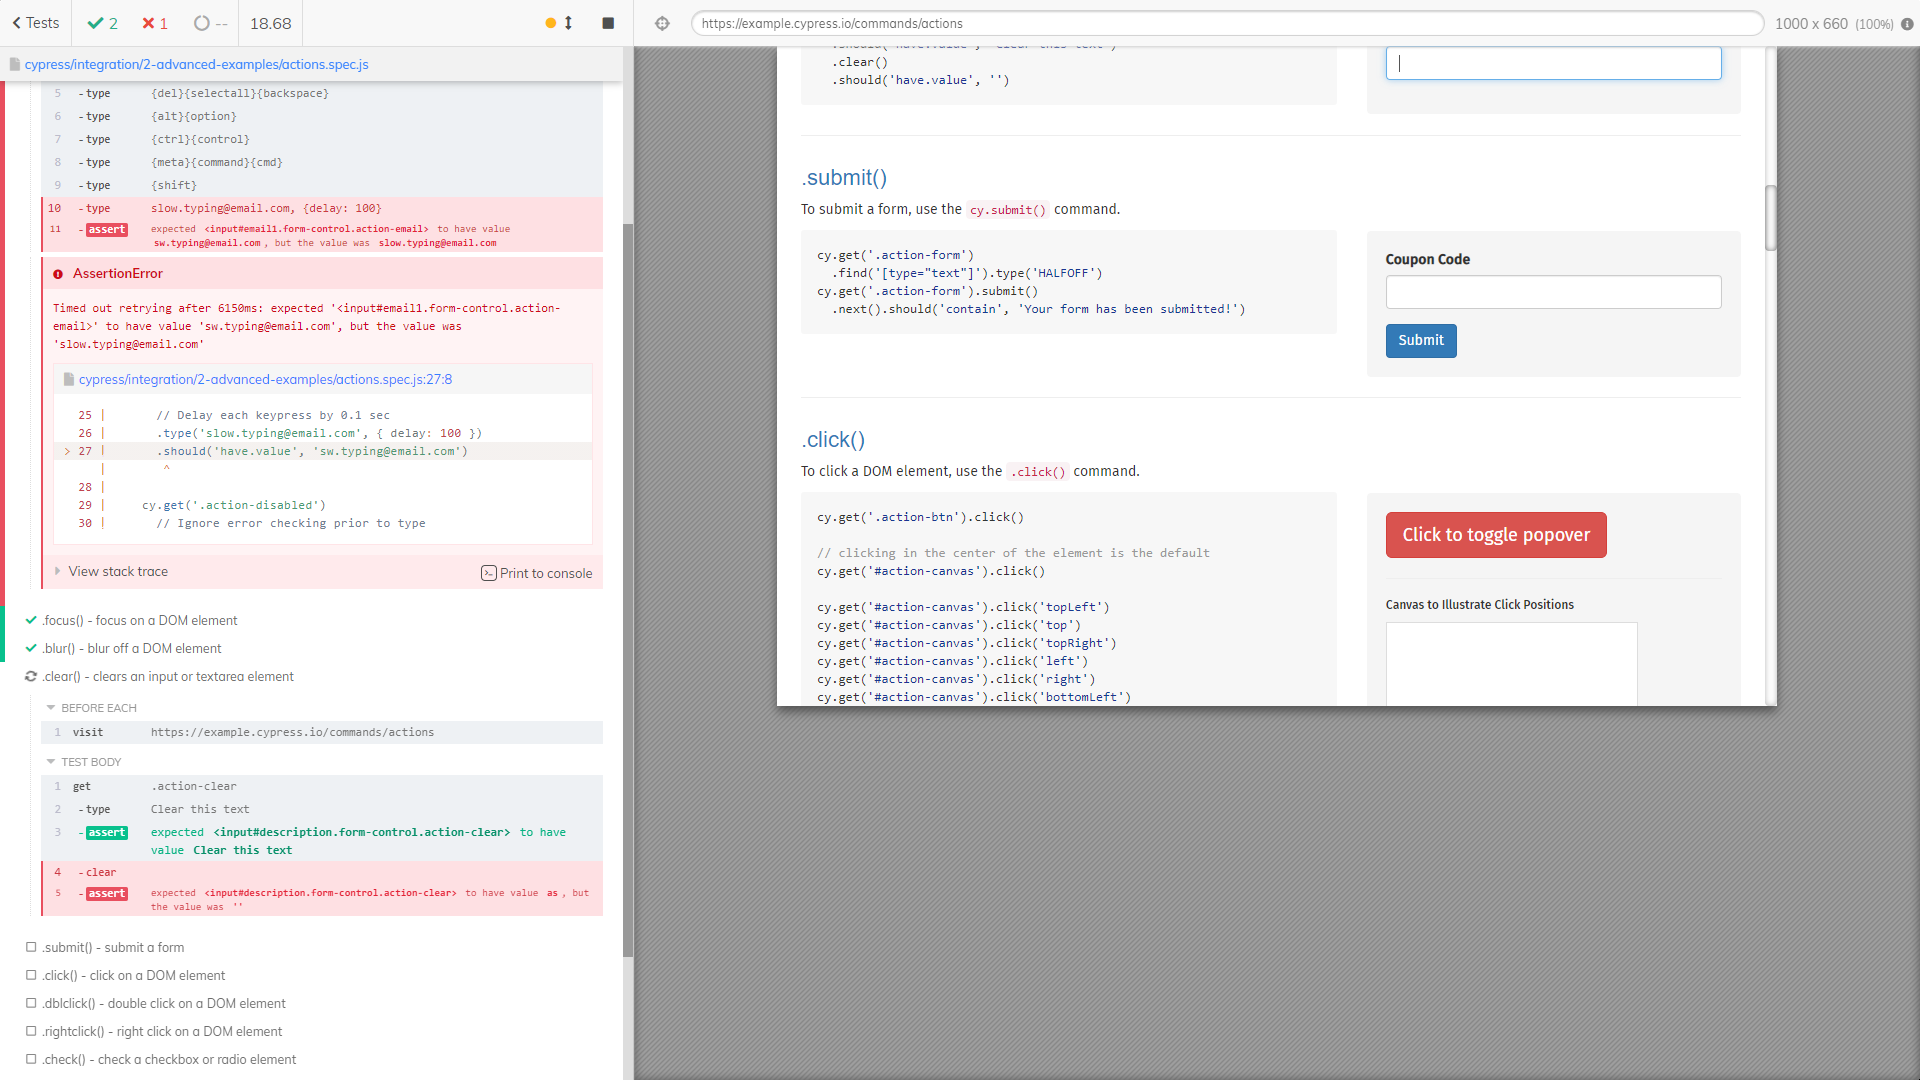 Tests
2
1
--
18.68
https://example.cypress.io/commands/actions
1000 x 660 (100%)
cypress/integration/2-advanced-examples/actions.spec.js
5 -type {del}{selectall}{backspace}
6 -type {alt}{option}
7 -type {ctrl}{control}
8 -type {meta}{command}{cmd}
9 -type {shift}
10 -type slow.typing@email.com, {delay: 100}
11 -assert expected <input#email1.form-control.action-email> to have value
sw.typing@email.com, but the value was slow.typing@email.com
AssertionError
Timed out retrying after 6150ms: expected '<input#email1.form-control.action-
email>' to have value 'sw.typing@email.com', but the value was
'slow.typing@email.com'
cypress/integration/2-advanced-examples/actions.spec.js:27:8
25 | // Delay each keypress by 0.1 sec
26 | .type('slow.typing@email.com', { delay: 100 })
> 27 | .should('have.value', 'sw.typing@email.com')
| ^
28 |
29 | cy.get('.action-disabled')
30 | // Ignore error checking prior to type
View stack trace
Print to console
.focus() - focus on a DOM element
.blur() - blur off a DOM element
.clear() - clears an input or textarea element
BEFORE EACH
1 visit https://example.cypress.io/commands/actions
TEST BODY
1 get .action-clear
2 -type Clear this text
3 -assert expected <input#description.form-control.action-clear> to have
value Clear this text
4 -clear
5 -assert expected <input#description.form-control.action-clear> to have value as, but
the value was ''
.submit() - submit a form
.click() - click on a DOM element
.dblclick() - double click on a DOM element
.rightclick() - right click on a DOM element
.check() - check a checkbox or radio element
.should('have.value', 'Clear this text')
.clear()
.should('have.value', '')
.submit()
To submit a form, use the cy.submit() command.
cy.get('.action-form')
.find('[type="text"]').type('HALFOFF')
cy.get('.action-form').submit()
.next().should('contain', 'Your form has been submitted!')
Coupon Code
Submit
.click()
To click a DOM element, use the .click() command.
cy.get('.action-btn').click()
// clicking in the center of the element is the default
cy.get('#action-canvas').click()
cy.get('#action-canvas').click('topLeft')
cy.get('#action-canvas').click('top')
cy.get('#action-canvas').click('topRight')
cy.get('#action-canvas').click('left')
cy.get('#action-canvas').click('right')
cy.get('#action-canvas').click('bottomLeft')
Click to toggle popover
Canvas to Illustrate Click Positions